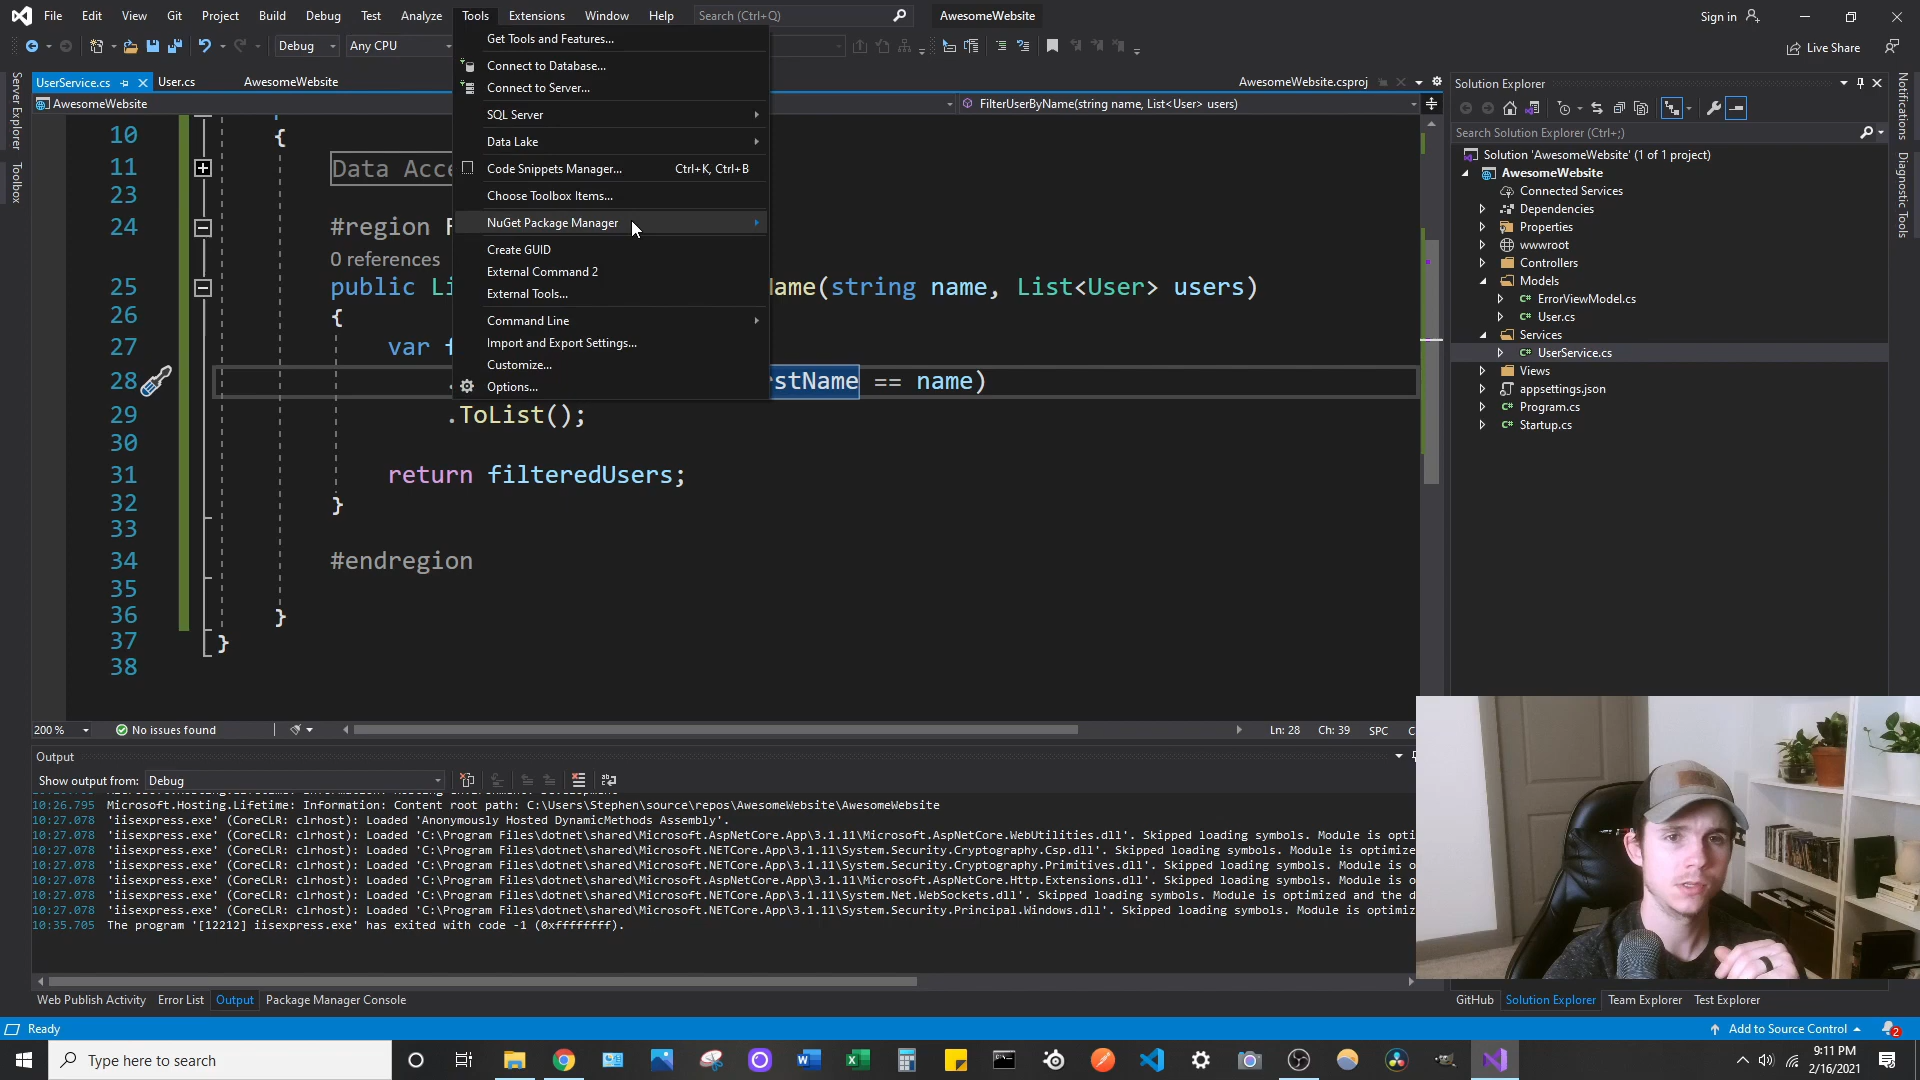 File Edit View Git Project Build Debug Test Analyze Tools Extensions Window Help Search (Ctrl+Q) AwesomeWebsite Sign in
Debug Any CPU Live Share
UserService.cs User.cs AwesomeWebsite AwesomeWebsite.csproj
AwesomeWebsite FilterUserByName(string name, List<User> users)
Server Explorer
Toolbox
Get Tools and Features...
Connect to Database...
Connect to Server...
SQL Server
Data Lake
Code Snippets Manager... Ctrl+K, Ctrl+B
Choose Toolbox Items...
NuGet Package Manager
Create GUID
External Command 2
External Tools...
Command Line
Import and Export Settings...
Customize...
Options...
10 {
11 Data Acce
23
24 #region
0 references
25 public Li ame(string name, List<User> users)
26 {
27 var f
28 stName == name)
29 .ToList();
30
31 return filteredUsers;
32 }
33
34 #endregion
35
36 }
37 }
38
200 % No issues found Ln: 28 Ch: 39 SPC
Output
Show output from: Debug
10:26.795 Microsoft.Hosting.Lifetime: Information: Content root path: C:\Users\Stephen\source\repos\AwesomeWebsite\AwesomeWebsite
10:27.078 'iisexpress.exe' (CoreCLR: clrhost): Loaded 'Anonymously Hosted DynamicMethods Assembly'.
10:27.078 'iisexpress.exe' (CoreCLR: clrhost): Loaded 'C:\Program Files\dotnet\shared\Microsoft.AspNetCore.App\3.1.11\Microsoft.AspNetCore.WebUtilities.dll'. Skipped loading symbols. Module is opti
10:27.078 'iisexpress.exe' (CoreCLR: clrhost): Loaded 'C:\Program Files\dotnet\shared\Microsoft.NETCore.App\3.1.11\System.Security.Cryptography.Csp.dll'. Skipped loading symbols. Module is optimize
10:27.078 'iisexpress.exe' (CoreCLR: clrhost): Loaded 'C:\Program Files\dotnet\shared\Microsoft.NETCore.App\3.1.11\System.Security.Cryptography.Primitives.dll'. Skipped loading symbols. Module is o
10:27.078 'iisexpress.exe' (CoreCLR: clrhost): Loaded 'C:\Program Files\dotnet\shared\Microsoft.AspNetCore.App\3.1.11\Microsoft.AspNetCore.Http.Extensions.dll'. Skipped loading symbols. Module is o
10:27.078 'iisexpress.exe' (CoreCLR: clrhost): Loaded 'C:\Program Files\dotnet\shared\Microsoft.NETCore.App\3.1.11\System.Net.WebSockets.dll'. Skipped loading symbols. Module is optimized and the d
10:27.078 'iisexpress.exe' (CoreCLR: clrhost): Loaded 'C:\Program Files\dotnet\shared\Microsoft.NETCore.App\3.1.11\System.Security.Principal.Windows.dll'. Skipped loading symbols. Module is optimiz
10:35.705 The program '[12212] iisexpress.exe' has exited with code -1 (0xffffffff).
Web Publish Activity Error List Output Package Manager Console
Solution Explorer
Search Solution Explorer (Ctrl+;)
Solution 'AwesomeWebsite' (1 of 1 project)
AwesomeWebsite
Connected Services
Dependencies
Properties
wwwroot
Controllers
Models
ErrorViewModel.cs
User.cs
Services
UserService.cs
Views
appsettings.json
Program.cs
Startup.cs
Notifications
Diagnostic Tools
GitHub Solution Explorer Team Explorer Test Explorer
Ready Add to Source Control 2
Type here to search
9:11 PM
2/16/2021